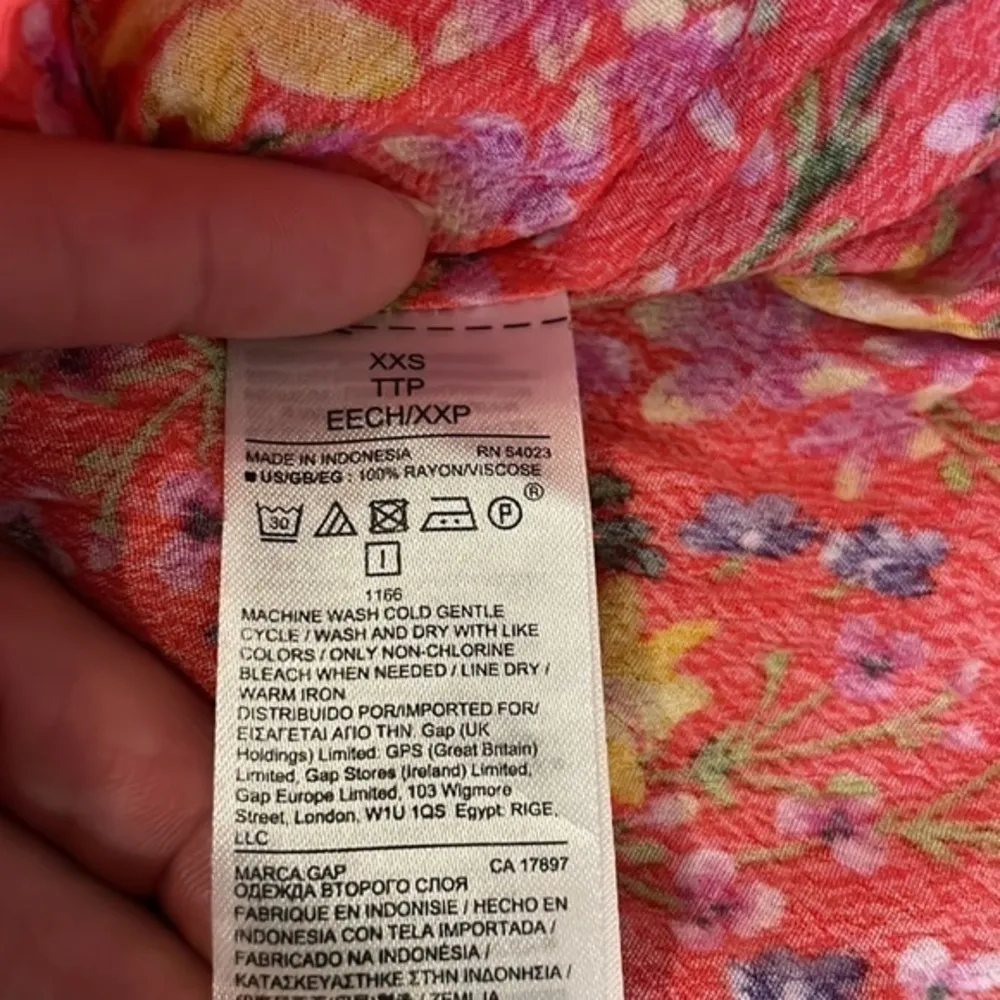 XXS
TTP
EECH/XXP
MADE IN INDONESIA RN 54023
US/GB/EG : 100% RAYON/VISCOSE
30 P ®
1166
MACHINE WASH COLD GENTLE
CYCLE / WASH AND DRY WITH LIKE
COLORS / ONLY NON-CHLORINE
BLEACH WHEN NEEDED / LINE DRY /
WARM IRON
DISTRIBUIDO POR/IMPORTED FOR/
ΕΙΣΑΓΕΤΑΙ ΑΠΟ ΤΗΝ Gap (UK
Holdings) Limited. GPS (Great Britain)
Limited, Gap Stores (Ireland) Limited,
Gap Europe Limited, 103 Wigmore
Street, London, W1U 1QS Egypt: RIGE,
LLC
MARCA:GAP CA 17897
ОДЕЖДА ВТОРОГО СЛОЯ
FABRIQUE EN INDONISIE / HECHO EN
INDONESIA CON TELA IMPORTADA /
FABRICADO NA INDONÉSIA /
ΚΑΤΑΣΚΕΥΑΣΤΗΚΕ ΣΤΗΝ ΙΝΔΟΝΗΣΙΑ /
/ ZEMLJA